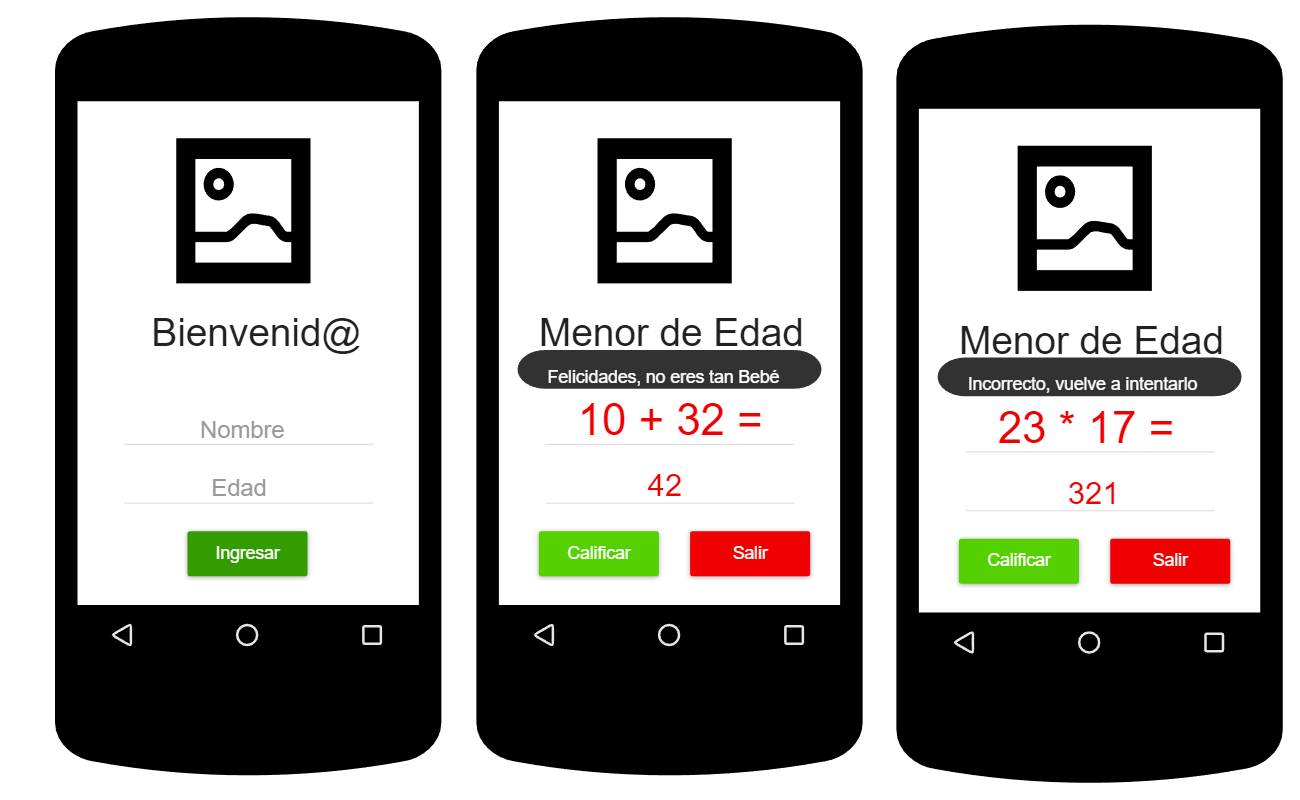 Bienvenid@
Nombre
Edad
Ingresar
Menor de Edad
Felicidades, no eres tan Bebé
10 + 32 =
42
Calificar
Salir
Menor de Edad
Incorrecto, vuelve a intentarlo
23 * 17 =
321
Calificar
Salir